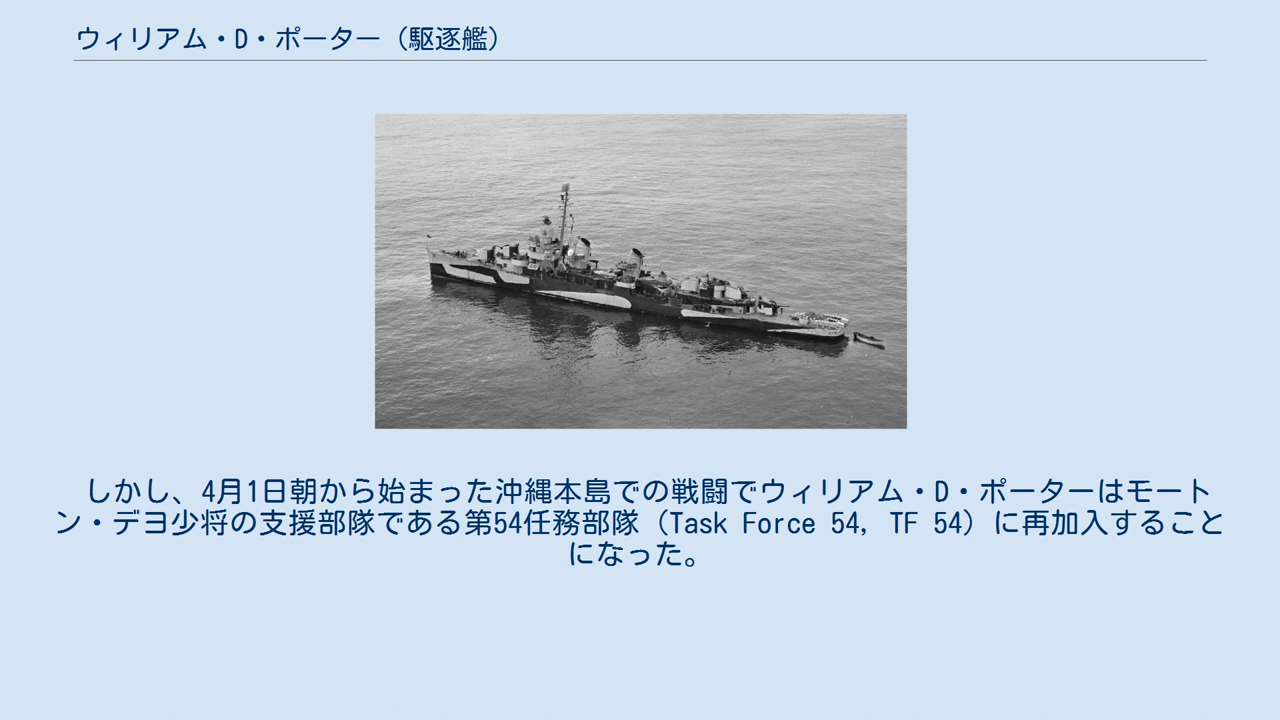 ウィリアム・D・ポーター（駆逐艦）
しかし、4月1日朝から始まった沖縄本島での戦闘でウィリアム・D・ポーターはモート
ン・デヨ少将の支援部隊である第54任務部隊（Task Force 54, TF 54）に再加入すること
になった。